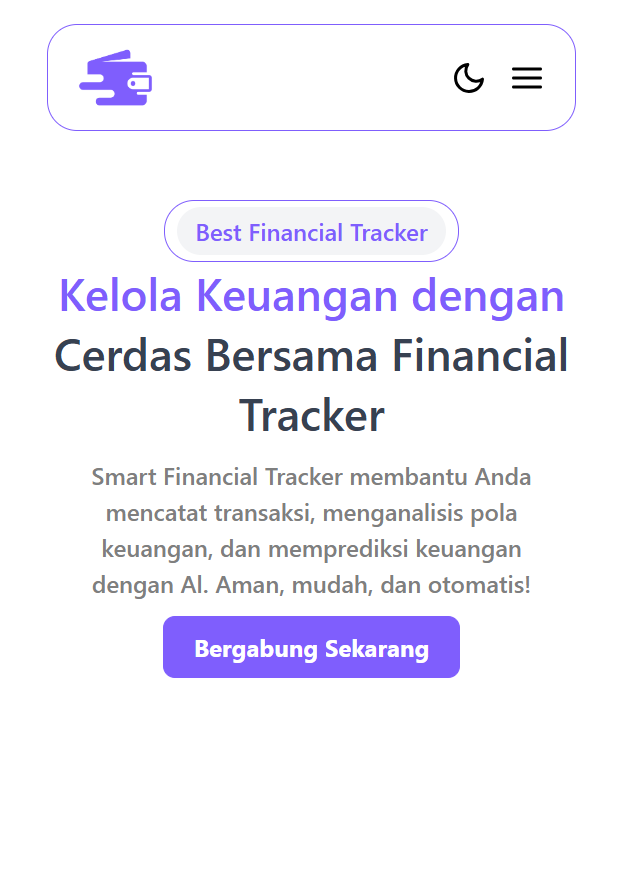 Best Financial Tracker
Kelola Keuangan dengan
Cerdas Bersama Financial
Tracker
Smart Financial Tracker membantu Anda
mencatat transaksi, menganalisis pola
keuangan, dan memprediksi keuangan
dengan Al. Aman, mudah, dan otomatis!
Bergabung Sekarang